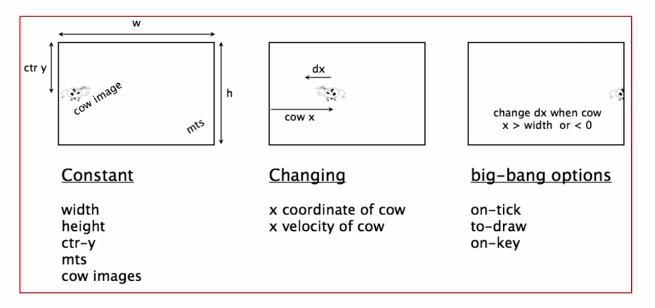 w
ctr y
cow image
mts
h
dx
cow x
change dx when cow
x > width or < 0
Constant
width
height
ctr-y
mts
cow images
Changing
x coordinate of cow
x velocity of cow
big-bang options
on-tick
to-draw
on-key